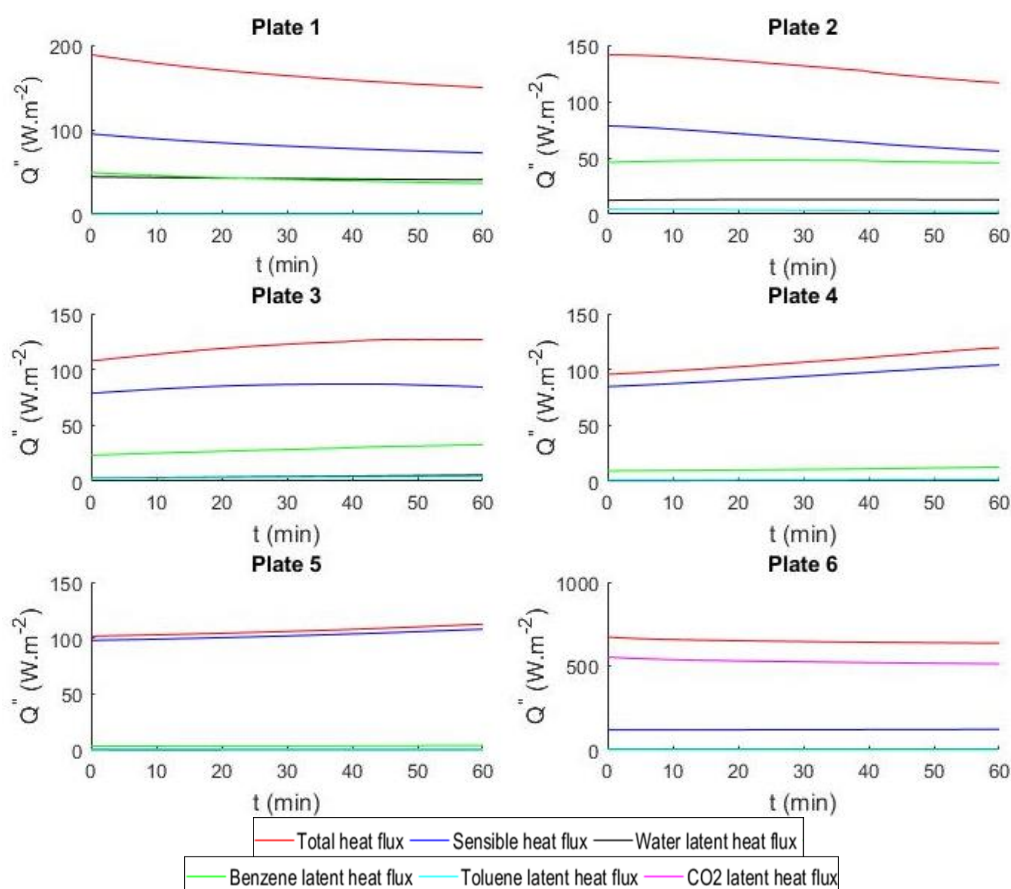 Plate 1
Q" (W.m-2)
200
100
0
0 10 20 30 40 50 60
t (min)
Plate 2
Q" (W.m-2)
150
100
50
0
0 10 20 30 40 50 60
t (min)
Plate 3
Q" (W.m-2)
150
100
50
0
0 10 20 30 40 50 60
t (min)
Plate 4
Q" (W.m-2)
150
100
50
0
0 10 20 30 40 50 60
t (min)
Plate 5
Q" (W.m-2)
150
100
50
0
0 10 20 30 40 50 60
t (min)
Plate 6
Q" (W.m-2)
1000
500
0
0 10 20 30 40 50 60
t (min)
Total heat flux Sensible heat flux Water latent heat flux
Benzene latent heat flux Toluene latent heat flux CO2 latent heat flux